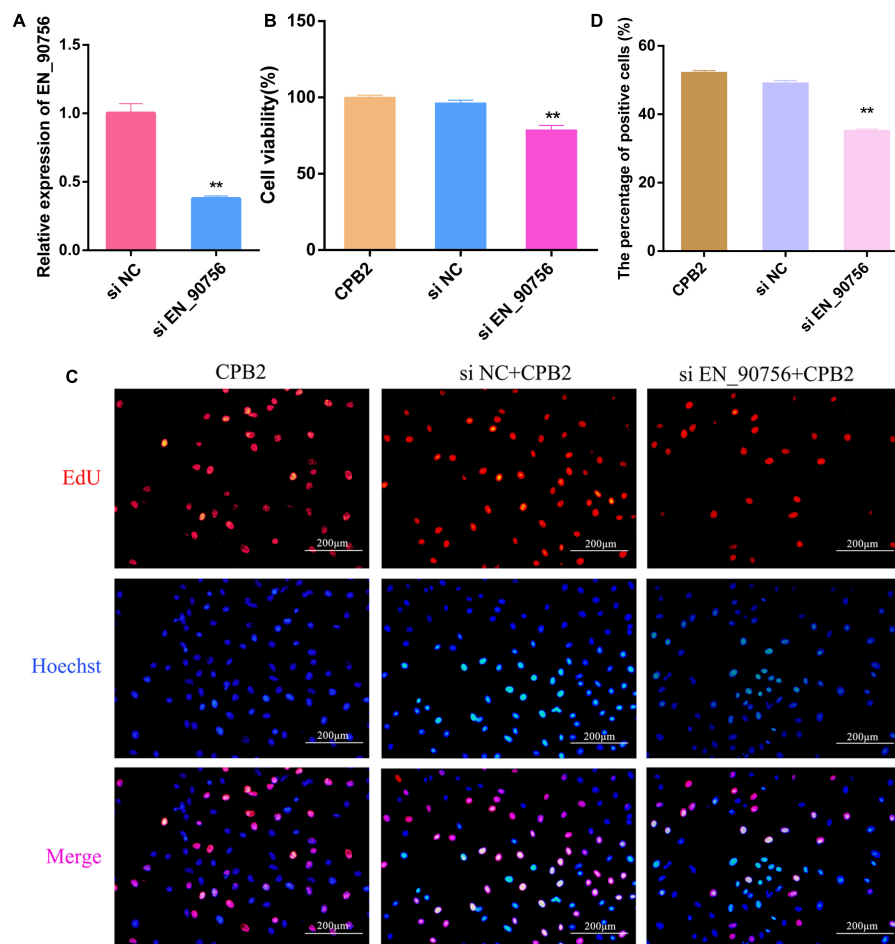 A
Relative expression of EN_90756
1.5
1.0
0.5
0.0
**
si NC
si EN_90756
B
Cell viability(%)
150
100
50
0
**
CPB2
si NC
si EN_90756
D
The percentage of positive cells (%)
60
40
20
0
**
CPB2
si NC
si EN_90756
C
CPB2
si NC+CPB2
si EN_90756+CPB2
EdU
200μm
200μm
200μm
Hoechst
200μm
200μm
200μm
Merge
200μm
200μm
200μm